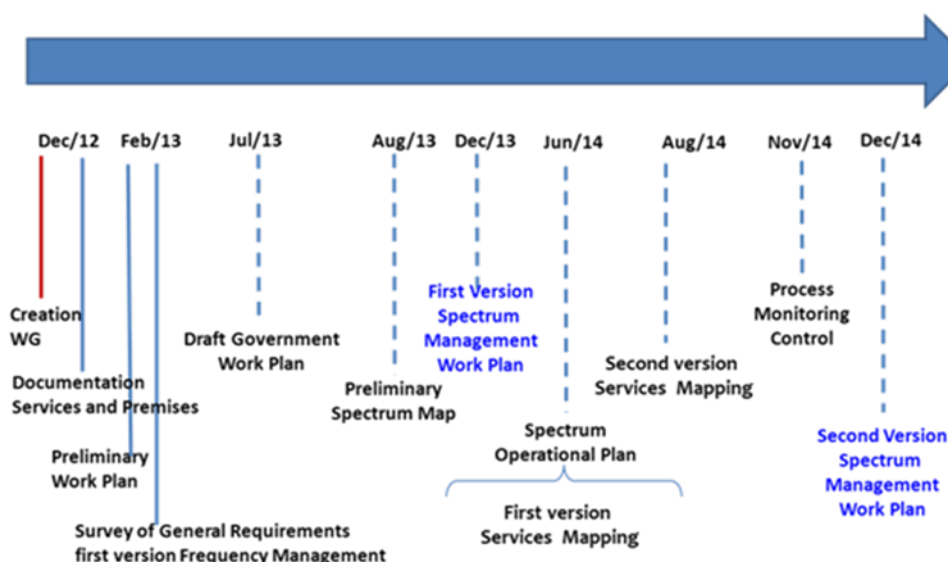 Dec/12
Feb/13
Jul/13
Aug/13
Dec/13
Jun/14
Aug/14
Nov/14
Dec/14
Creation
WG
Documentation
Services and Premises
Preliminary
Work Plan
Survey of General Requirements
first version Frequency Management
Draft Government
Work Plan
Preliminary
Spectrum Map
First Version
Spectrum
Management
Work Plan
Spectrum
Operational Plan
First version
Services Mapping
Second version
Services Mapping
Process
Monitoring
Control
Second Version
Spectrum
Management
Work Plan